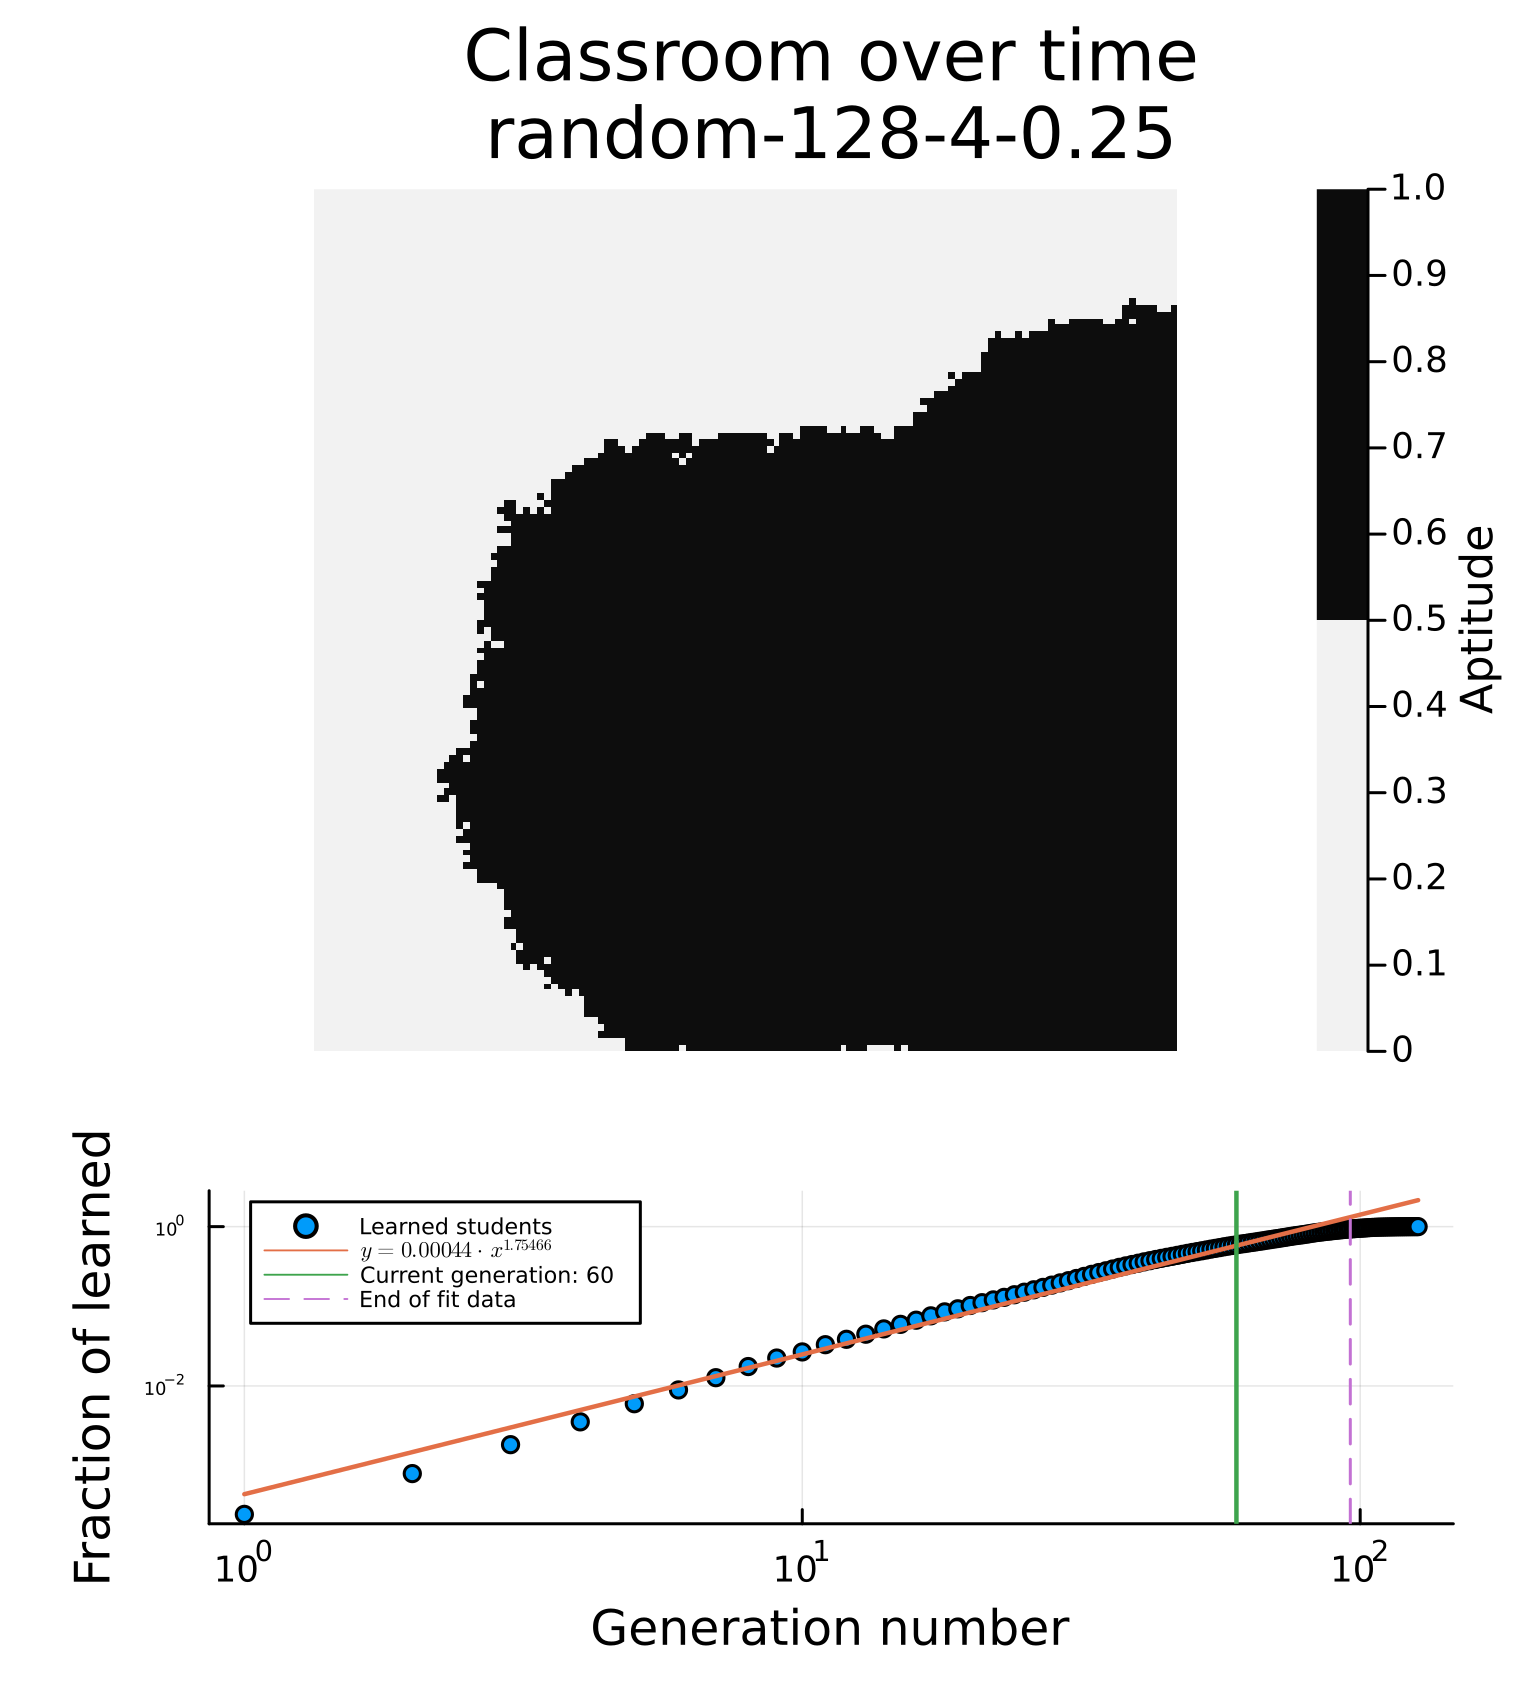 Classroom over time
random-128-4-0.25
1.0
0.9
0.8
0.7
0.6
0.5
0.4
0.3
0.2
0.1
0
Aptitude
Fraction of learned
10⁰
10⁻²
Learned students
y = 0.00044 · x^1.75466
Current generation: 60
End of fit data
10⁰ 10¹ 10²
Generation number